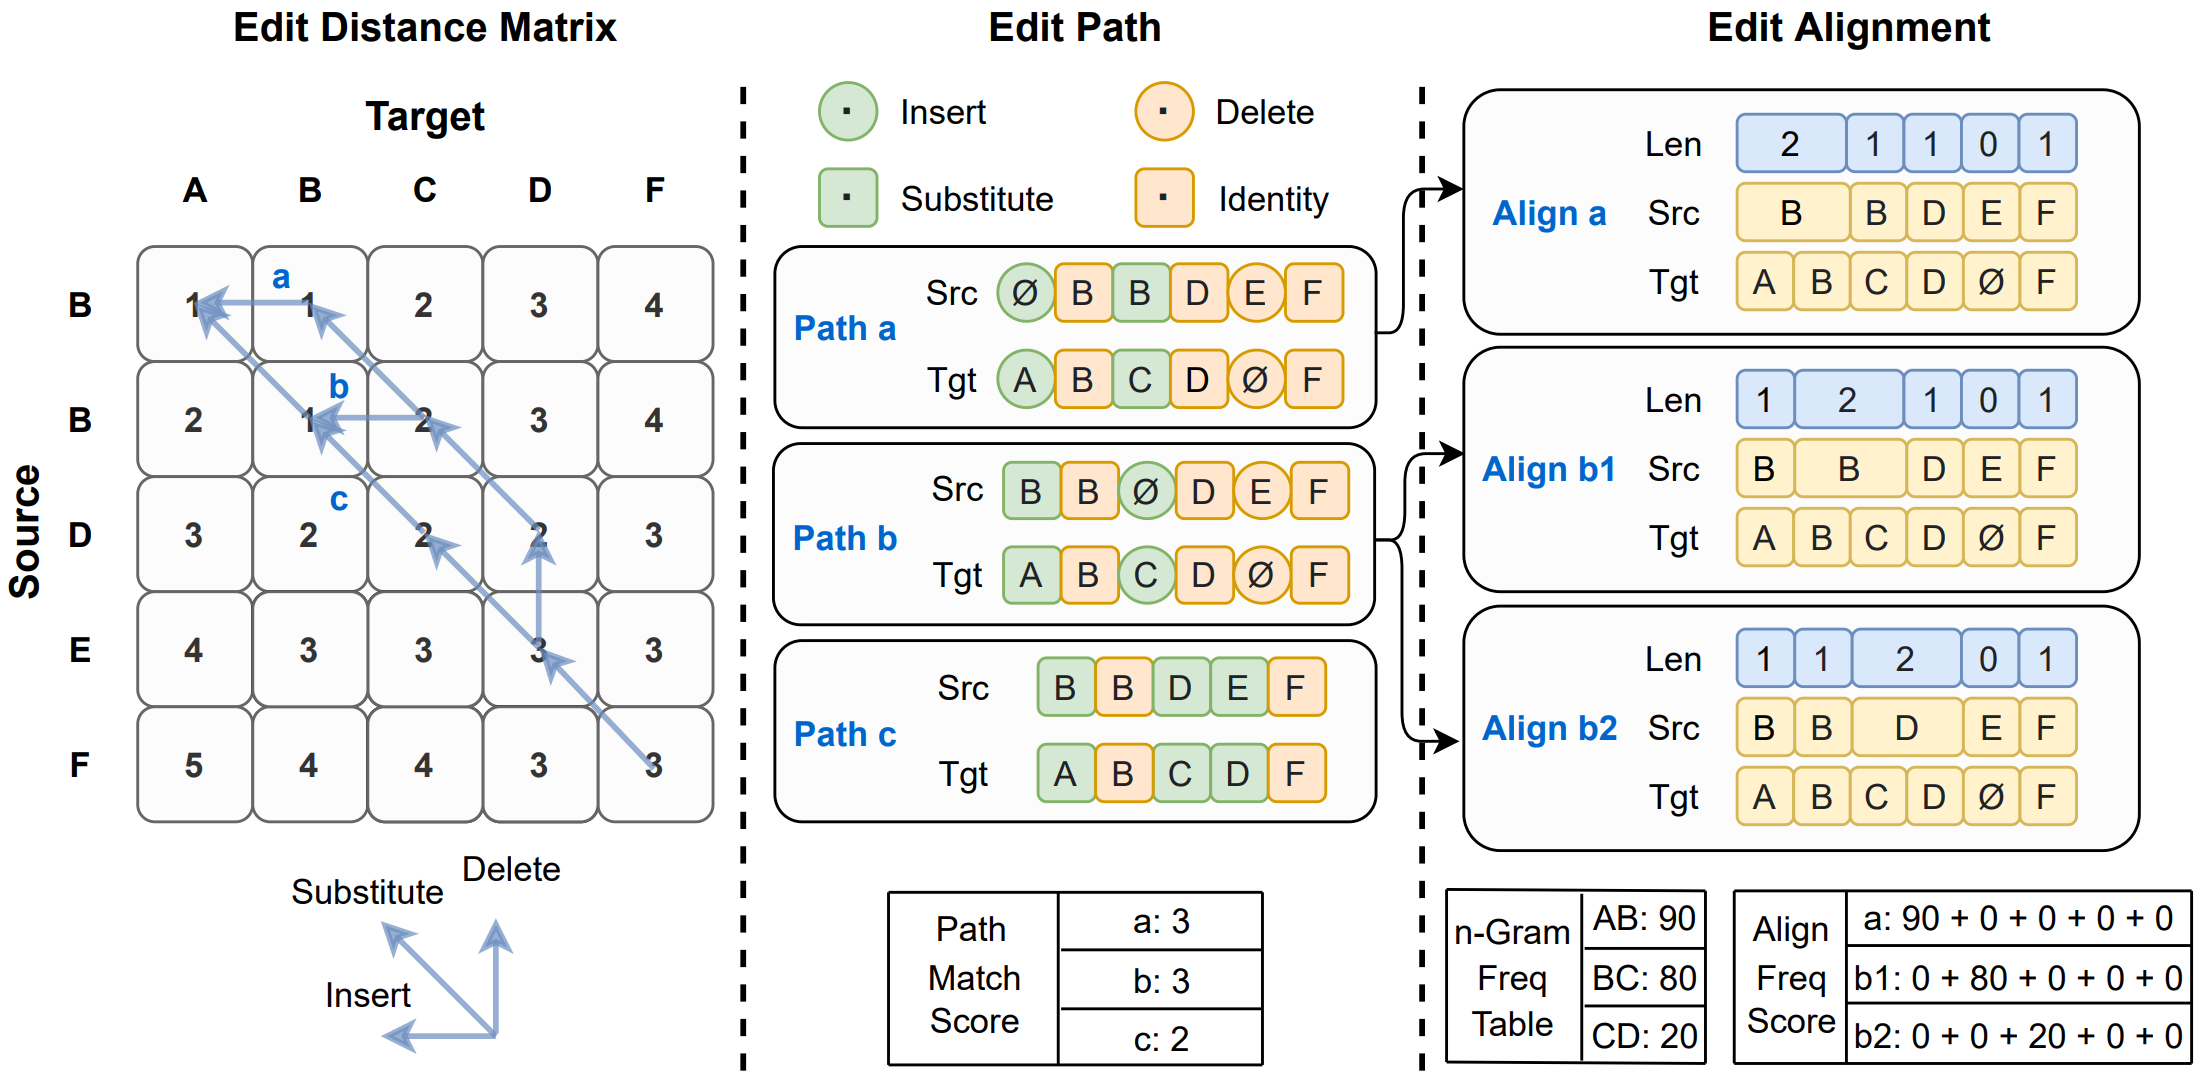 Edit Distance Matrix
Target
A B C D F
Source
B 1 1 2 3 4
a
b
B 2 1 2 3 4
c
D 3 2 2 2 3
E 4 3 3 3 3
F 5 4 4 3 3
Substitute
Delete
Insert
Edit Path
· Insert
· Delete
· Substitute
· Identity
Path a
Src Ø B B D E F
Tgt A B C D Ø F
Path b
Src B B Ø D E F
Tgt A B C D Ø F
Path c
Src B B D E F
Tgt A B C D F
Path
Match
Score
a: 3
b: 3
c: 2
Edit Alignment
Align a
Len 2 1 1 0 1
Src B B D E F
Tgt A B C D Ø F
Align b1
Len 1 2 1 0 1
Src B B D E F
Tgt A B C D Ø F
Align b2
Len 1 1 2 0 1
Src B B D E F
Tgt A B C D Ø F
n-Gram
Freq
Table
AB: 90
BC: 80
CD: 20
Align
Freq
Score
a: 90 + 0 + 0 + 0 + 0
b1: 0 + 80 + 0 + 0 + 0
b2: 0 + 0 + 20 + 0 + 0